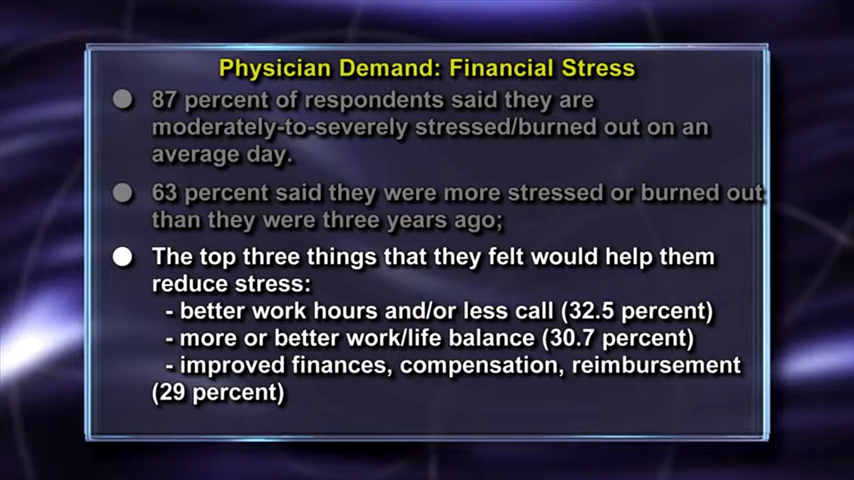 Physician Demand: Financial Stress
87 percent of respondents said they are
moderately-to-severely stressed/burned out on an
average day.
63 percent said they were more stressed or burned out
than they were three years ago;
The top three things that they felt would help them
reduce stress:
- better work hours and/or less call (32.5 percent)
- more or better work/life balance (30.7 percent)
- improved finances, compensation, reimbursement
(29 percent)